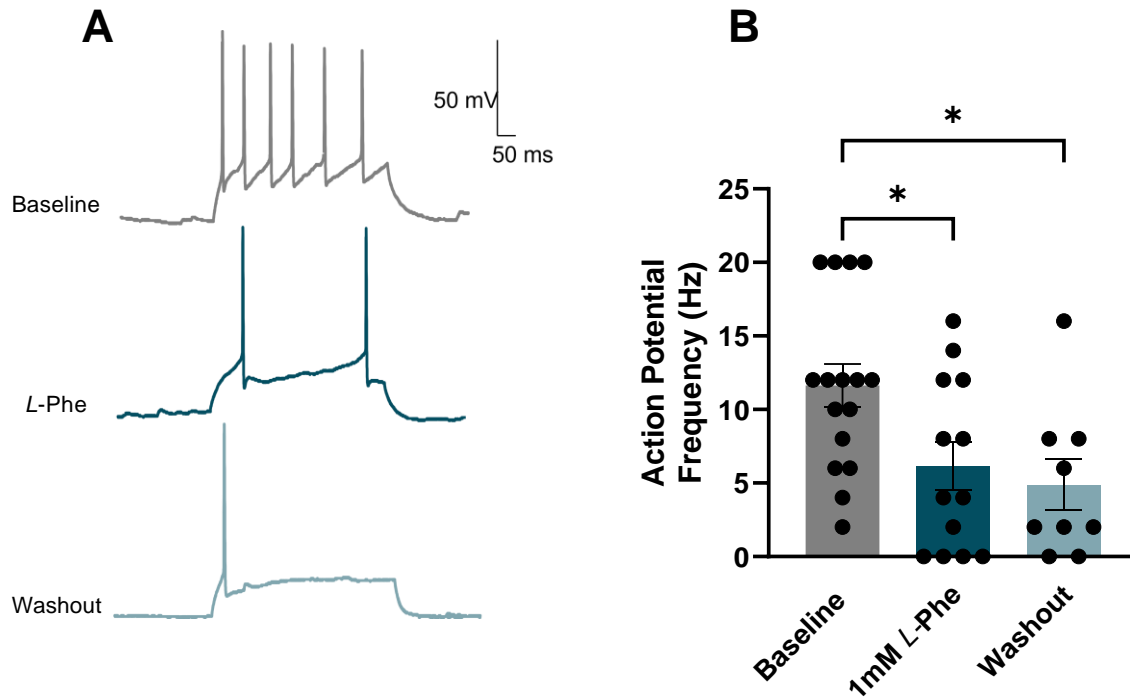 A
50 mV
50 ms
Baseline
L-Phe
Washout
B
*
*
Action Potential
Frequency (Hz)
25
20
15
10
5
0
Baseline
1mM L-Phe
Washout